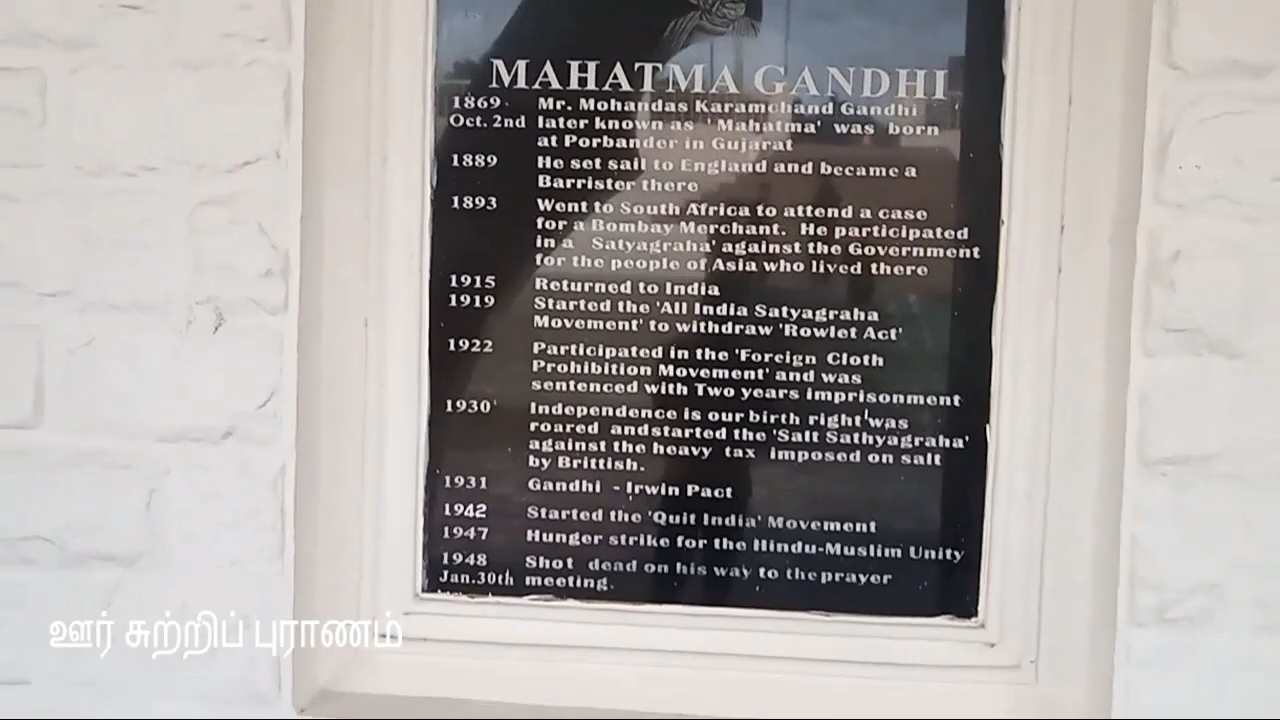 MAHATMA GANDHI
1869 Mr. Mohandas Karamchand Gandhi
Oct. 2nd later known as 'Mahatma' was born
at Porbander in Gujarat
1889 He set sail to England and became a
Barrister there
1893 Went to South Africa to attend a case
for a Bombay Merchant. He participated
in a Satyagraha' against the Government
for the people of Asia who lived there
1915 Returned to India
1919 Started the 'All India Satyagraha
Movement' to withdraw 'Rowlet Act'
1922 Participated in the 'Foreign Cloth
Prohibition Movement' and was
sentenced with Two years imprisonment
1930 Independence is our birth right' was
roared andstarted the 'Salt Sathyagraha'
against the heavy tax imposed on salt
by Brittish.
1931 Gandhi - Irwin Pact
1942 Started the 'Quit India' Movement
1947 Hunger strike for the Hindu-Muslim Unity
1948 Shot dead on his way to the prayer
Jan.30th meeting.
ஊர் சுற்றிப் புராணம்